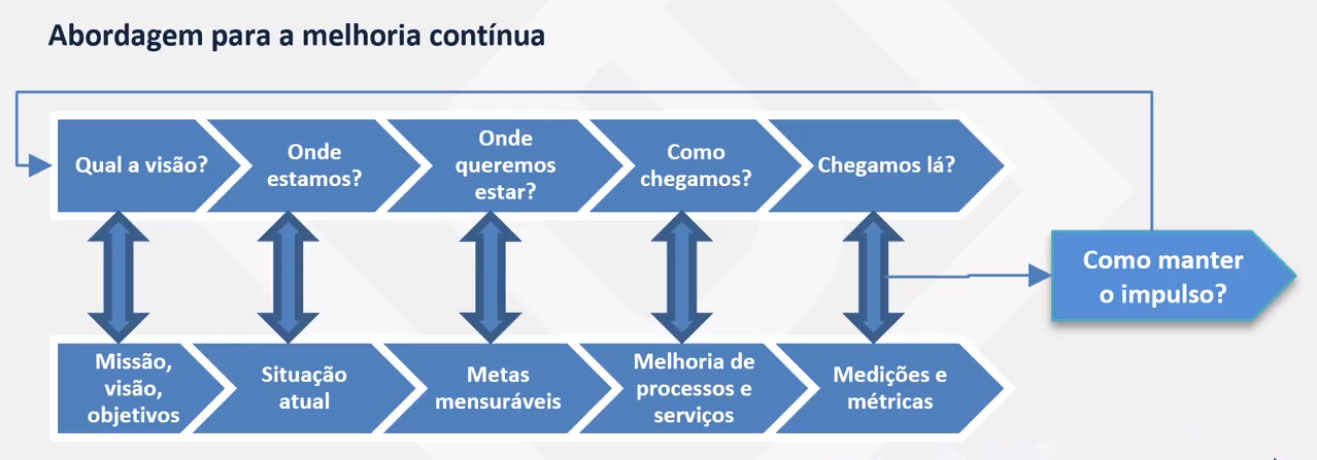 Abordagem para a melhoria contínua
Qual a visão?
Onde
estamos?
Onde
queremos
estar?
Como
chegamos?
Chegamos lá?
Como manter
o impulso?
Missão,
visão,
objetivos
Situação
atual
Metas
mensuráveis
Melhoria de
processos e
serviços
Medições e
métricas